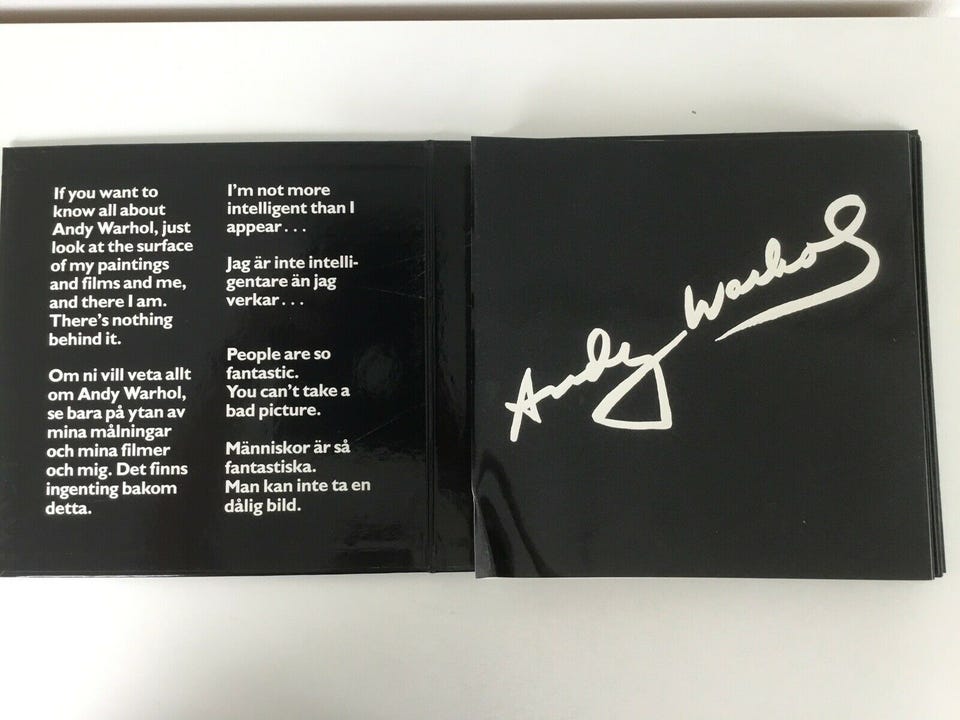 If you want to
know all about
Andy Warhol, just
look at the surface
of my paintings
and films and me,
and there I am.
There's nothing
behind it.
Om ni vill veta allt
om Andy Warhol,
se bara på ytan av
mina målningar
och mina filmer
och mig. Det finns
ingenting bakom
detta.
I'm not more
intelligent than I
appear . . .
Jag är inte intelli-
gentare än jag
verkar . . .
People are so
fantastic.
You can't take a
bad picture.
Människor är så
fantastiska.
Man kan inte ta en
dålig bild.
Andy Warhol